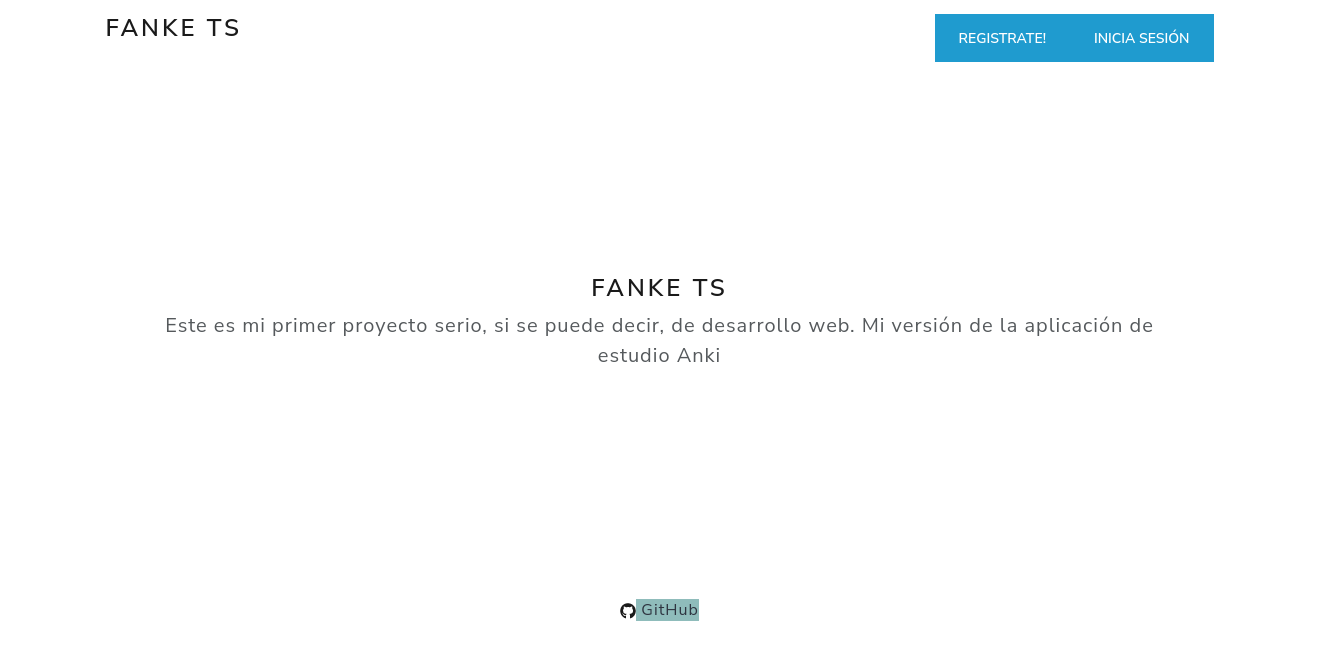 FANKE TS
REGISTRATE! INICIA SESIÓN
FANKE TS
Este es mi primer proyecto serio, si se puede decir, de desarrollo web. Mi versión de la aplicación de
estudio Anki
GitHub